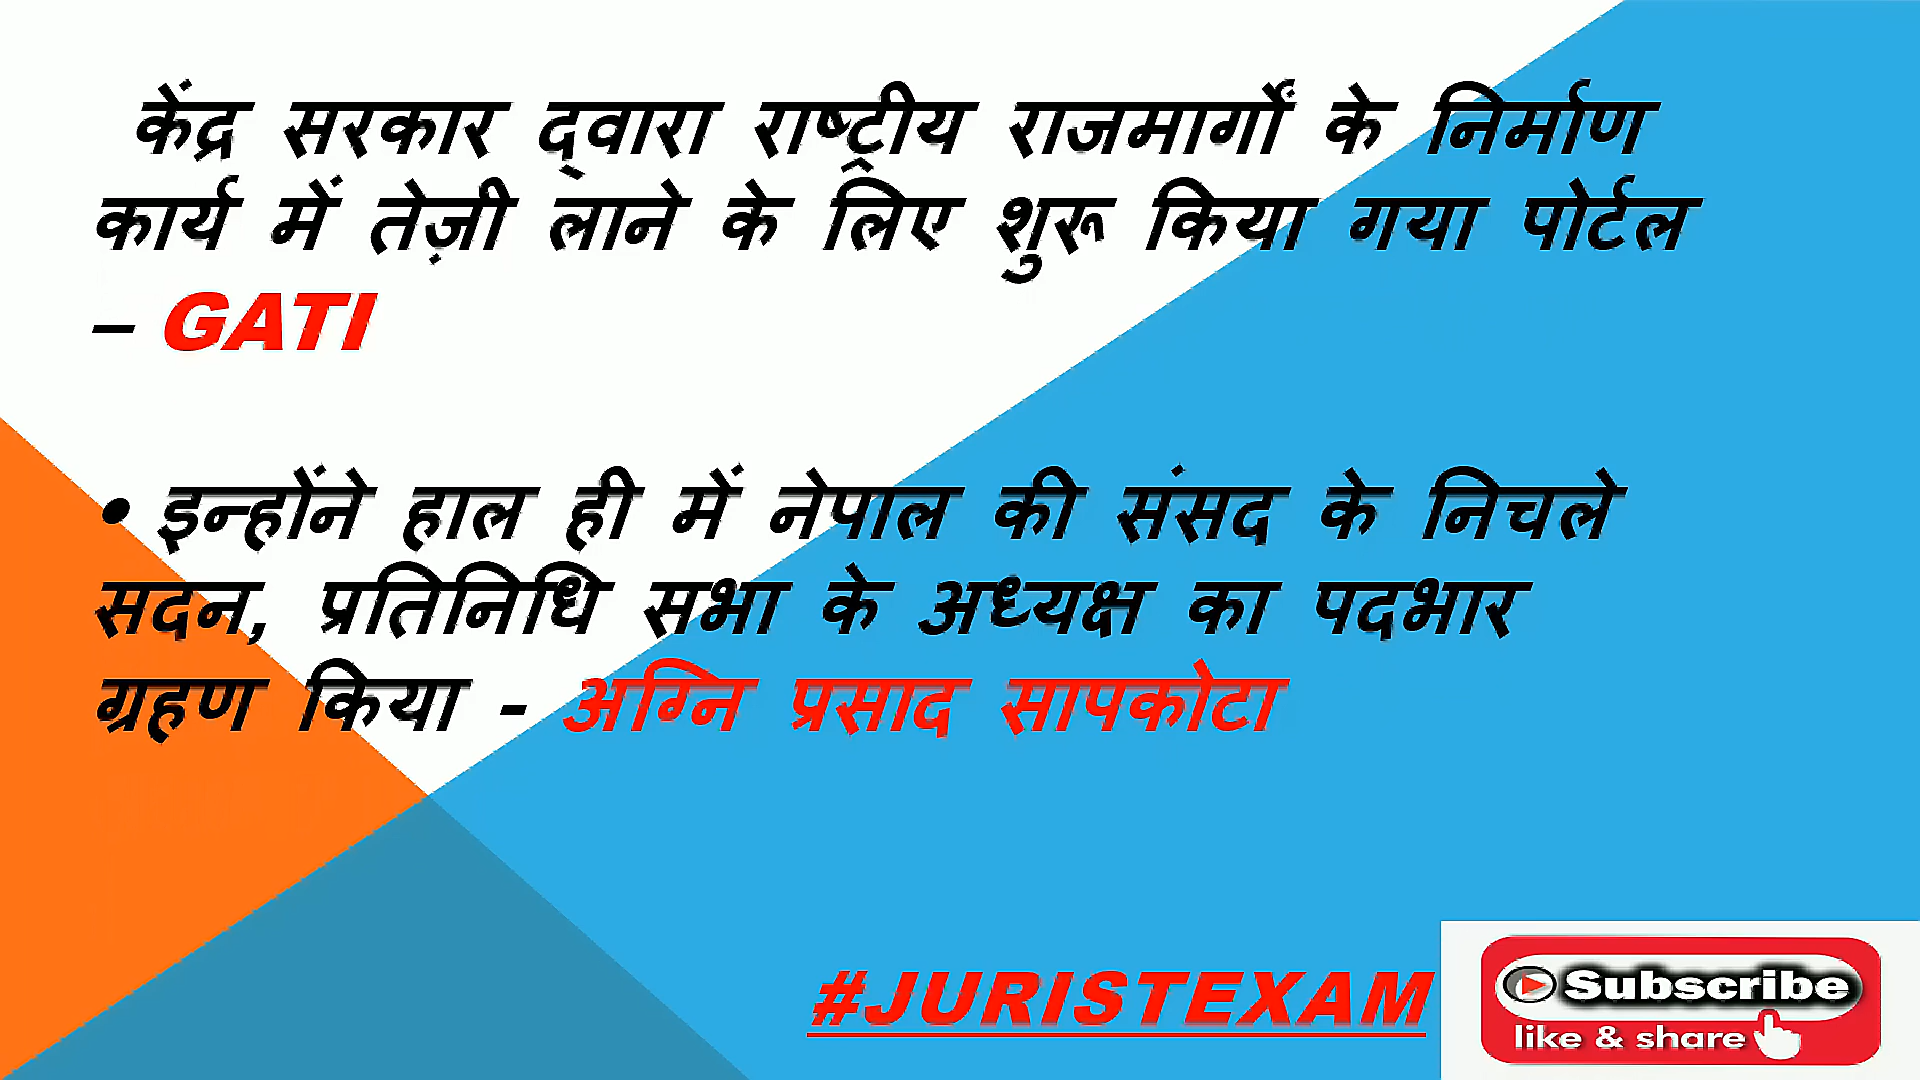 केंद्र सरकार द्वारा राष्ट्रीय राजमार्गों के निर्माण
कार्य में तेज़ी लाने के लिए शुरू किया गया पोर्टल
– GATI
• इन्होंने हाल ही में नेपाल की संसद के निचले
सदन, प्रतिनिधि सभा के अध्यक्ष का पदभार
ग्रहण किया - अग्नि प्रसाद सापकोटा
#JURISTEXAM
Subscribe
like & share